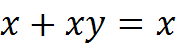 x + xy = x